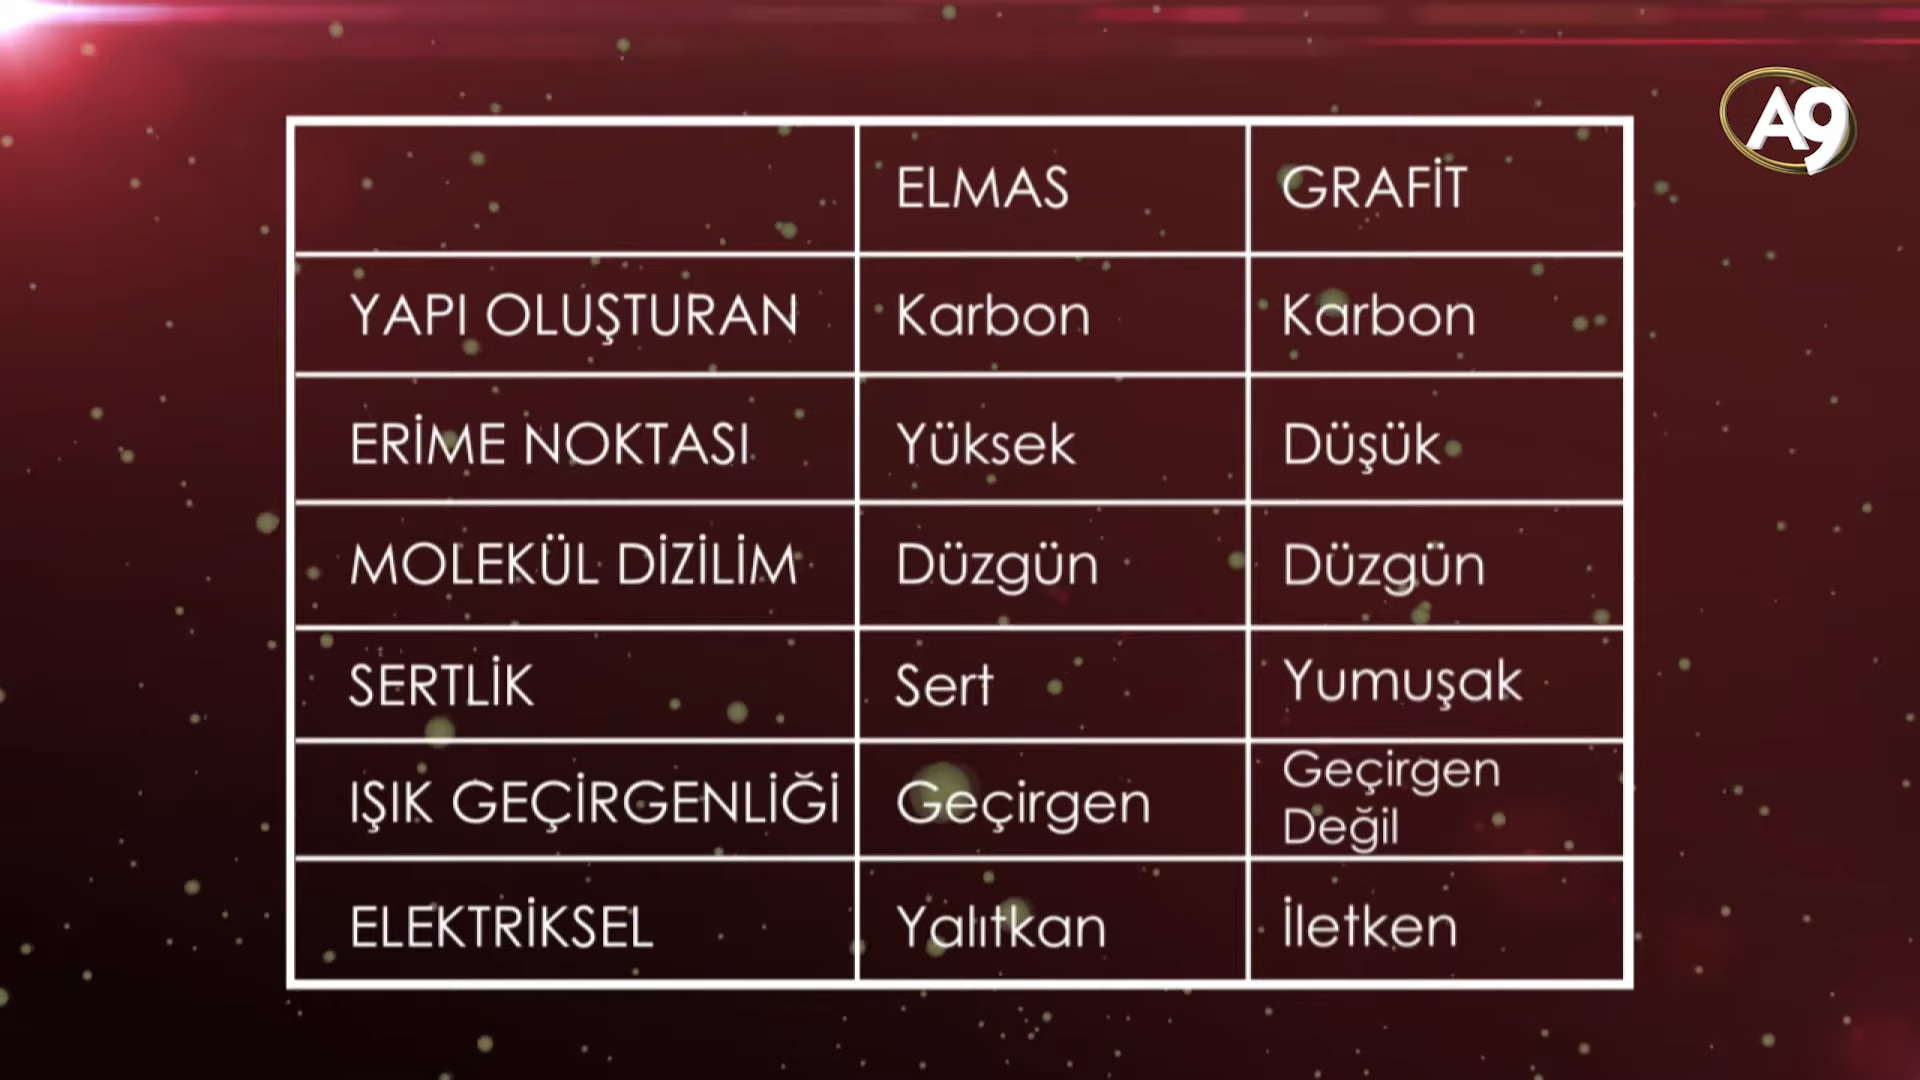 A9
ELMAS GRAFİT
YAPI OLUŞTURAN Karbon Karbon
ERİME NOKTASI Yüksek Düşük
MOLEKÜL DİZİLİM Düzgün Düzgün
SERTLİK Sert Yumuşak
IŞIK GEÇİRGENLİĞİ Geçirgen Geçirgen
Değil
ELEKTRİKSEL Yalıtkan İletken